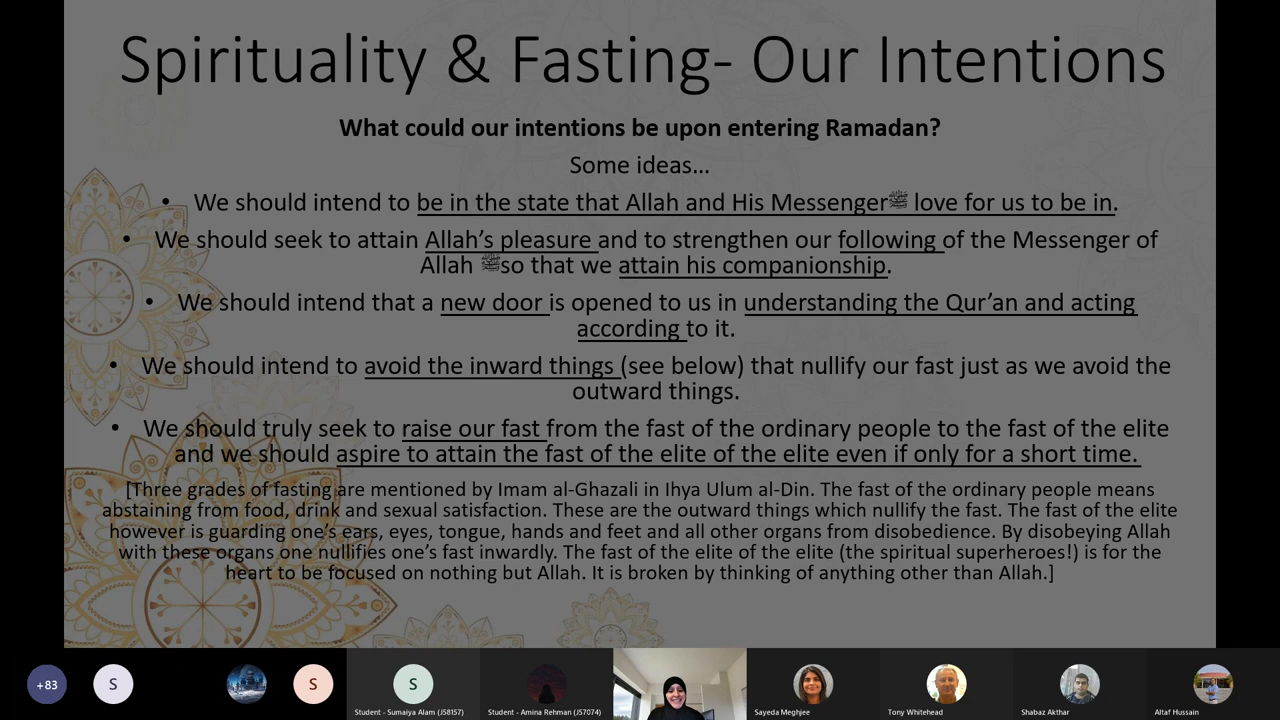 Spirituality & Fasting- Our Intentions
What could our intentions be upon entering Ramadan?
Some ideas…
• We should intend to be in the state that Allah and His Messengerﷺ love for us to be in.
• We should seek to attain Allah’s pleasure and to strengthen our following of the Messenger of
Allah ﷺso that we attain his companionship.
• We should intend that a new door is opened to us in understanding the Qur’an and acting
according to it.
• We should intend to avoid the inward things (see below) that nullify our fast just as we avoid the
outward things.
• We should truly seek to raise our fast from the fast of the ordinary people to the fast of the elite
and we should aspire to attain the fast of the elite of the elite even if only for a short time.
[Three grades of fasting are mentioned by Imam al-Ghazali in Ihya Ulum al-Din. The fast of the ordinary people means
abstaining from food, drink and sexual satisfaction. These are the outward things which nullify the fast. The fast of the elite
however is guarding one’s ears, eyes, tongue, hands and feet and all other organs from disobedience. By disobeying Allah
with these organs one nullifies one’s fast inwardly. The fast of the elite of the elite (the spiritual superheroes!) is for the
heart to be focused on nothing but Allah. It is broken by thinking of anything other than Allah.]
+83
S
S
S
Student - Sumaiya Alam (JS8157)
Student - Amina Rehman (JS7074)
Sayeda Meghjee
Tony Whitehead
Shabaz Akthar
Altaf Hussain